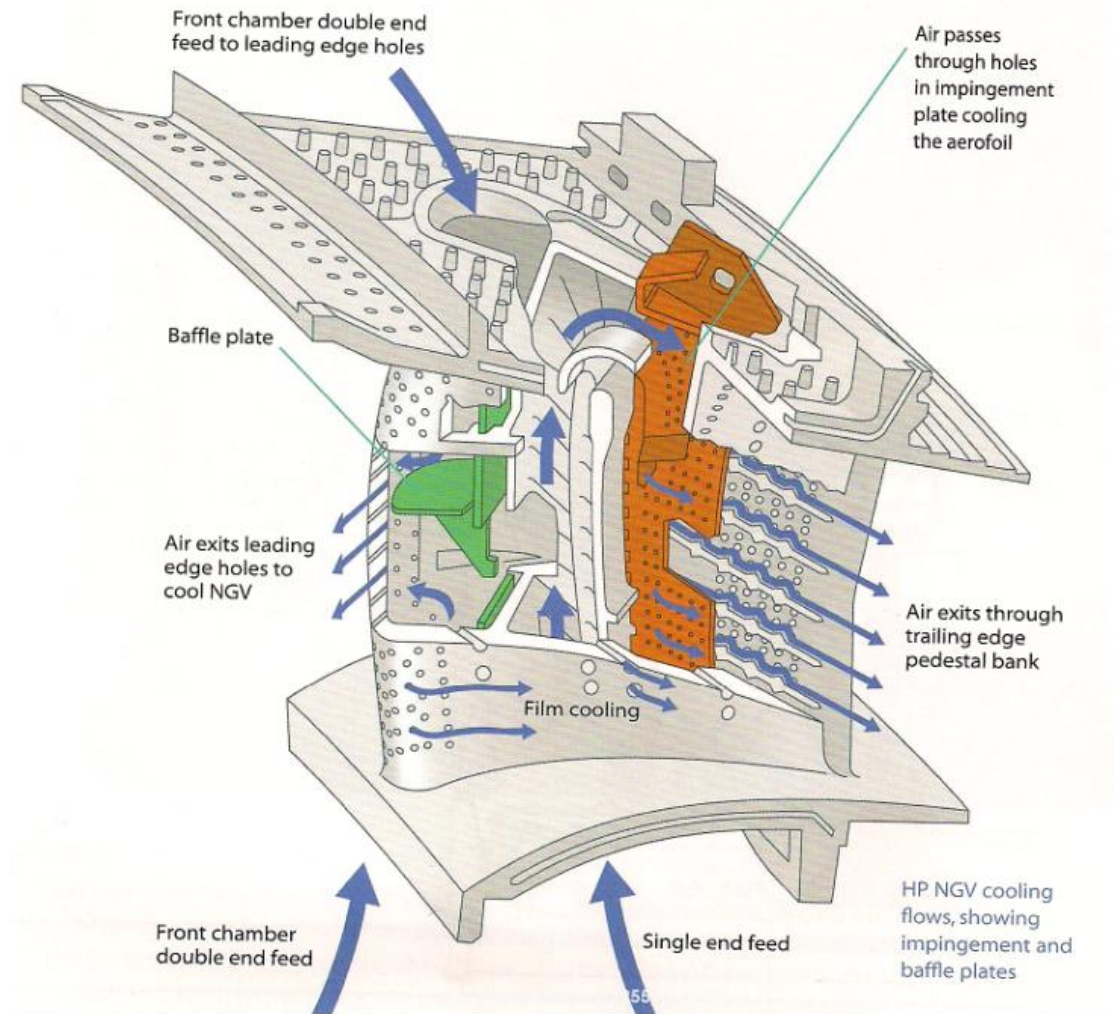 Front chamber double end
feed to leading edge holes
Air passes
through holes
in impingement
plate cooling
the aerofoil
Baffle plate
Air exits leading
edge holes to
cool NGV
Air exits through
trailing edge
pedestal bank
Film cooling
Front chamber
double end feed
Single end feed
HP NGV cooling
flows, showing
impingement and
baffle plates